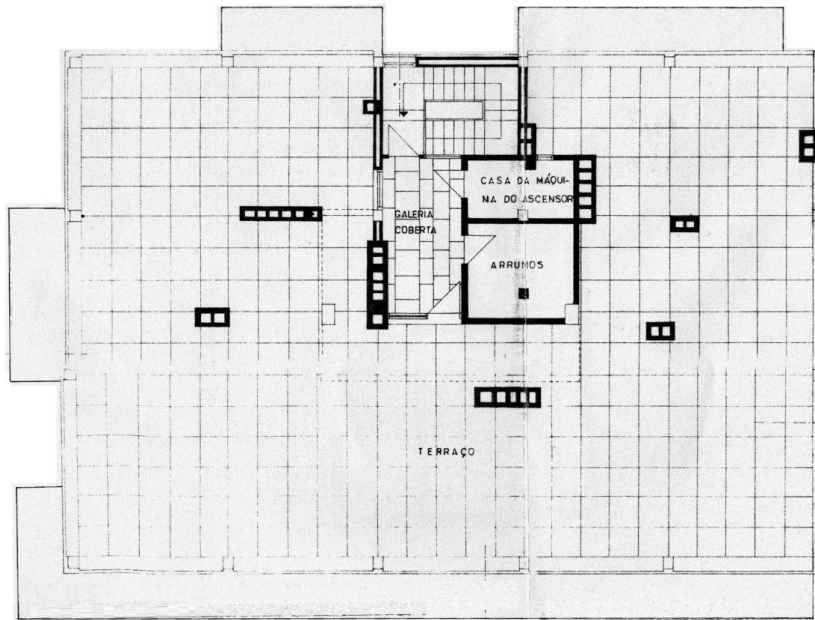 CASA DA MÁQUI-
NA DO ASCENSOR
GALERIA
COBERTA
ARRUMOS
TERRAÇO